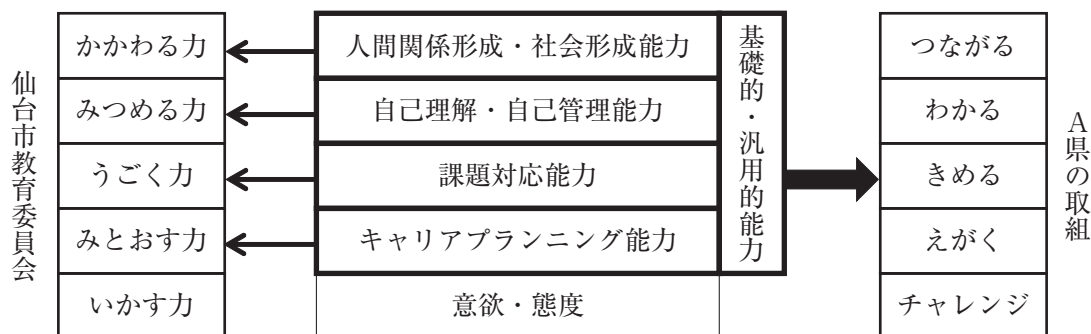 仙台市教育委員会
かかわる力
みつめる力
うごく力
みとおす力
いかす力
人間関係形成・社会形成能力
自己理解・自己管理能力
課題対応能力
キャリアプランニング能力
意欲・態度
基礎的・汎用的能力
つながる
わかる
きめる
えがく
チャレンジ
A県の取組